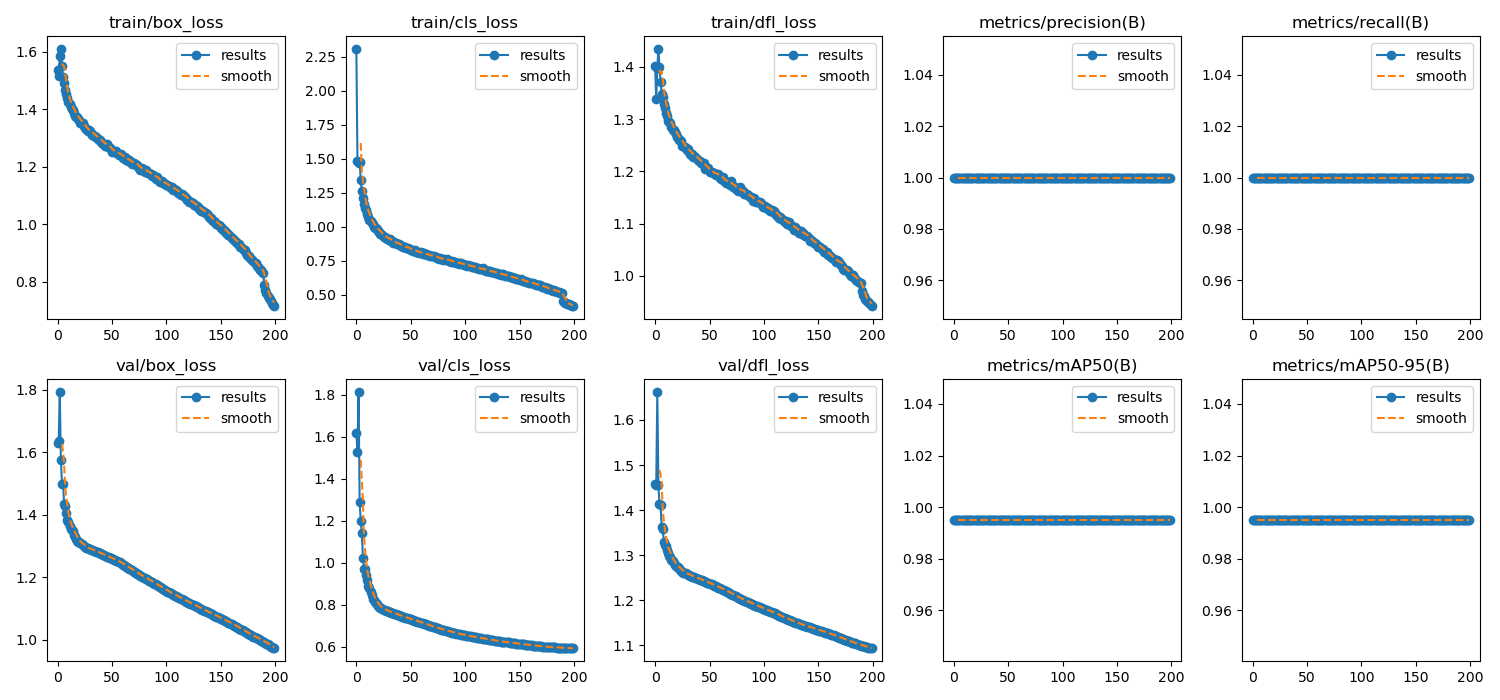 train/box_loss
results
smooth
1.6
1.4
1.2
1.0
0.8
0 50 100 150 200
train/cls_loss
results
smooth
2.25
2.00
1.75
1.50
1.25
1.00
0.75
0.50
0 50 100 150 200
train/dfl_loss
results
smooth
1.4
1.3
1.2
1.1
1.0
0 50 100 150 200
metrics/precision(B)
results
smooth
1.04
1.02
1.00
0.98
0.96
0 50 100 150 200
metrics/recall(B)
results
smooth
1.04
1.02
1.00
0.98
0.96
0 50 100 150 200
val/box_loss
results
smooth
1.8
1.6
1.4
1.2
1.0
0 50 100 150 200
val/cls_loss
results
smooth
1.8
1.6
1.4
1.2
1.0
0.8
0.6
0 50 100 150 200
val/dfl_loss
results
smooth
1.6
1.5
1.4
1.3
1.2
1.1
0 50 100 150 200
metrics/mAP50(B)
results
smooth
1.04
1.02
1.00
0.98
0.96
0 50 100 150 200
metrics/mAP50-95(B)
results
smooth
1.04
1.02
1.00
0.98
0.96
0 50 100 150 200